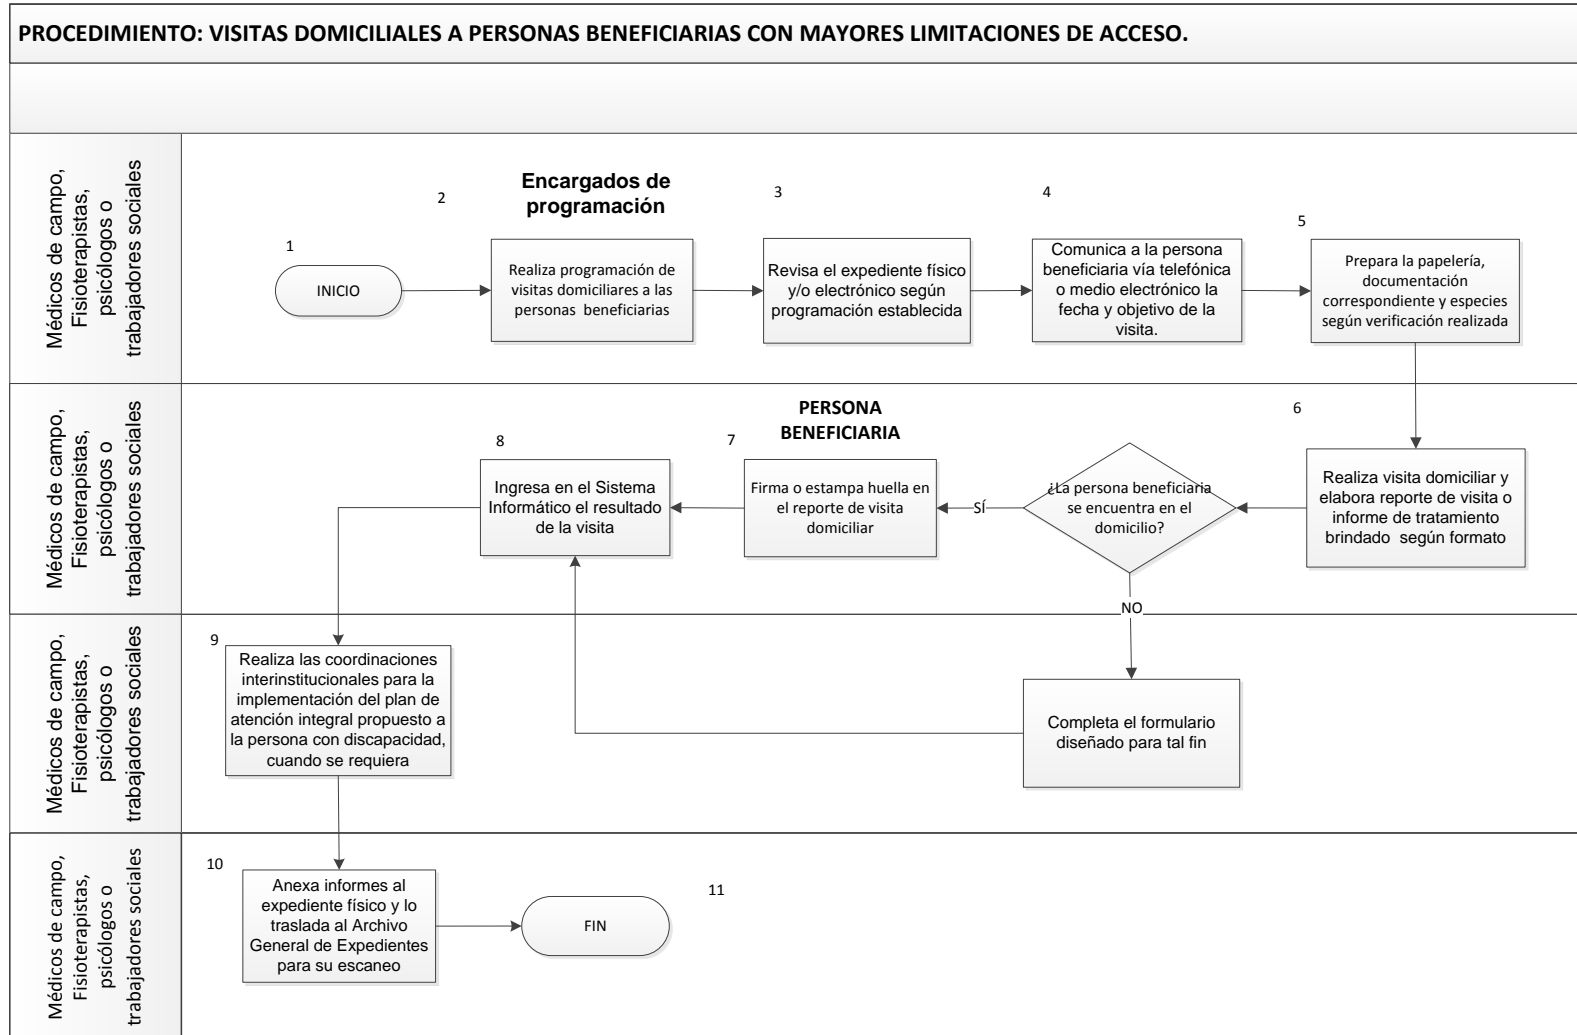 PROCEDIMIENTO: VISITAS DOMICILIALES A PERSONAS BENEFICIARIAS CON MAYORES LIMITACIONES DE ACCESO.
Médicos de campo,
Fisioterapistas,
psicólogos o
trabajadores sociales
1
INICIO
2
Encargados de
programación
Realiza programación de
visitas domiciliares a las
personas beneficiarias
3
Revisa el expediente físico
y/o electrónico según
programación establecida
4
Comunica a la persona
beneficiaria vía telefónica
o medio electrónico la
fecha y objetivo de la
visita.
5
Prepara la papelería,
documentación
correspondiente y especies
según verificación realizada
Médicos de campo,
Fisioterapistas,
psicólogos o
trabajadores sociales
6
Realiza visita domiciliar y
elabora reporte de visita o
informe de tratamiento
brindado según formato
¿La persona beneficiaria
se encuentra en el
domicilio?
SÍ
NO
PERSONA
BENEFICIARIA
7
Firma o estampa huella en
el reporte de visita
domiciliar
8
Ingresa en el Sistema
Informático el resultado
de la visita
Médicos de campo,
Fisioterapistas,
psicólogos o
trabajadores sociales
9
Realiza las coordinaciones
interinstitucionales para la
implementación del plan de
atención integral propuesto a
la persona con discapacidad,
cuando se requiera
Completa el formulario
diseñado para tal fin
Médicos de campo,
Fisioterapistas,
psicólogos o
trabajadores sociales
10
Anexa informes al
expediente físico y lo
traslada al Archivo
General de Expedientes
para su escaneo
FIN
11